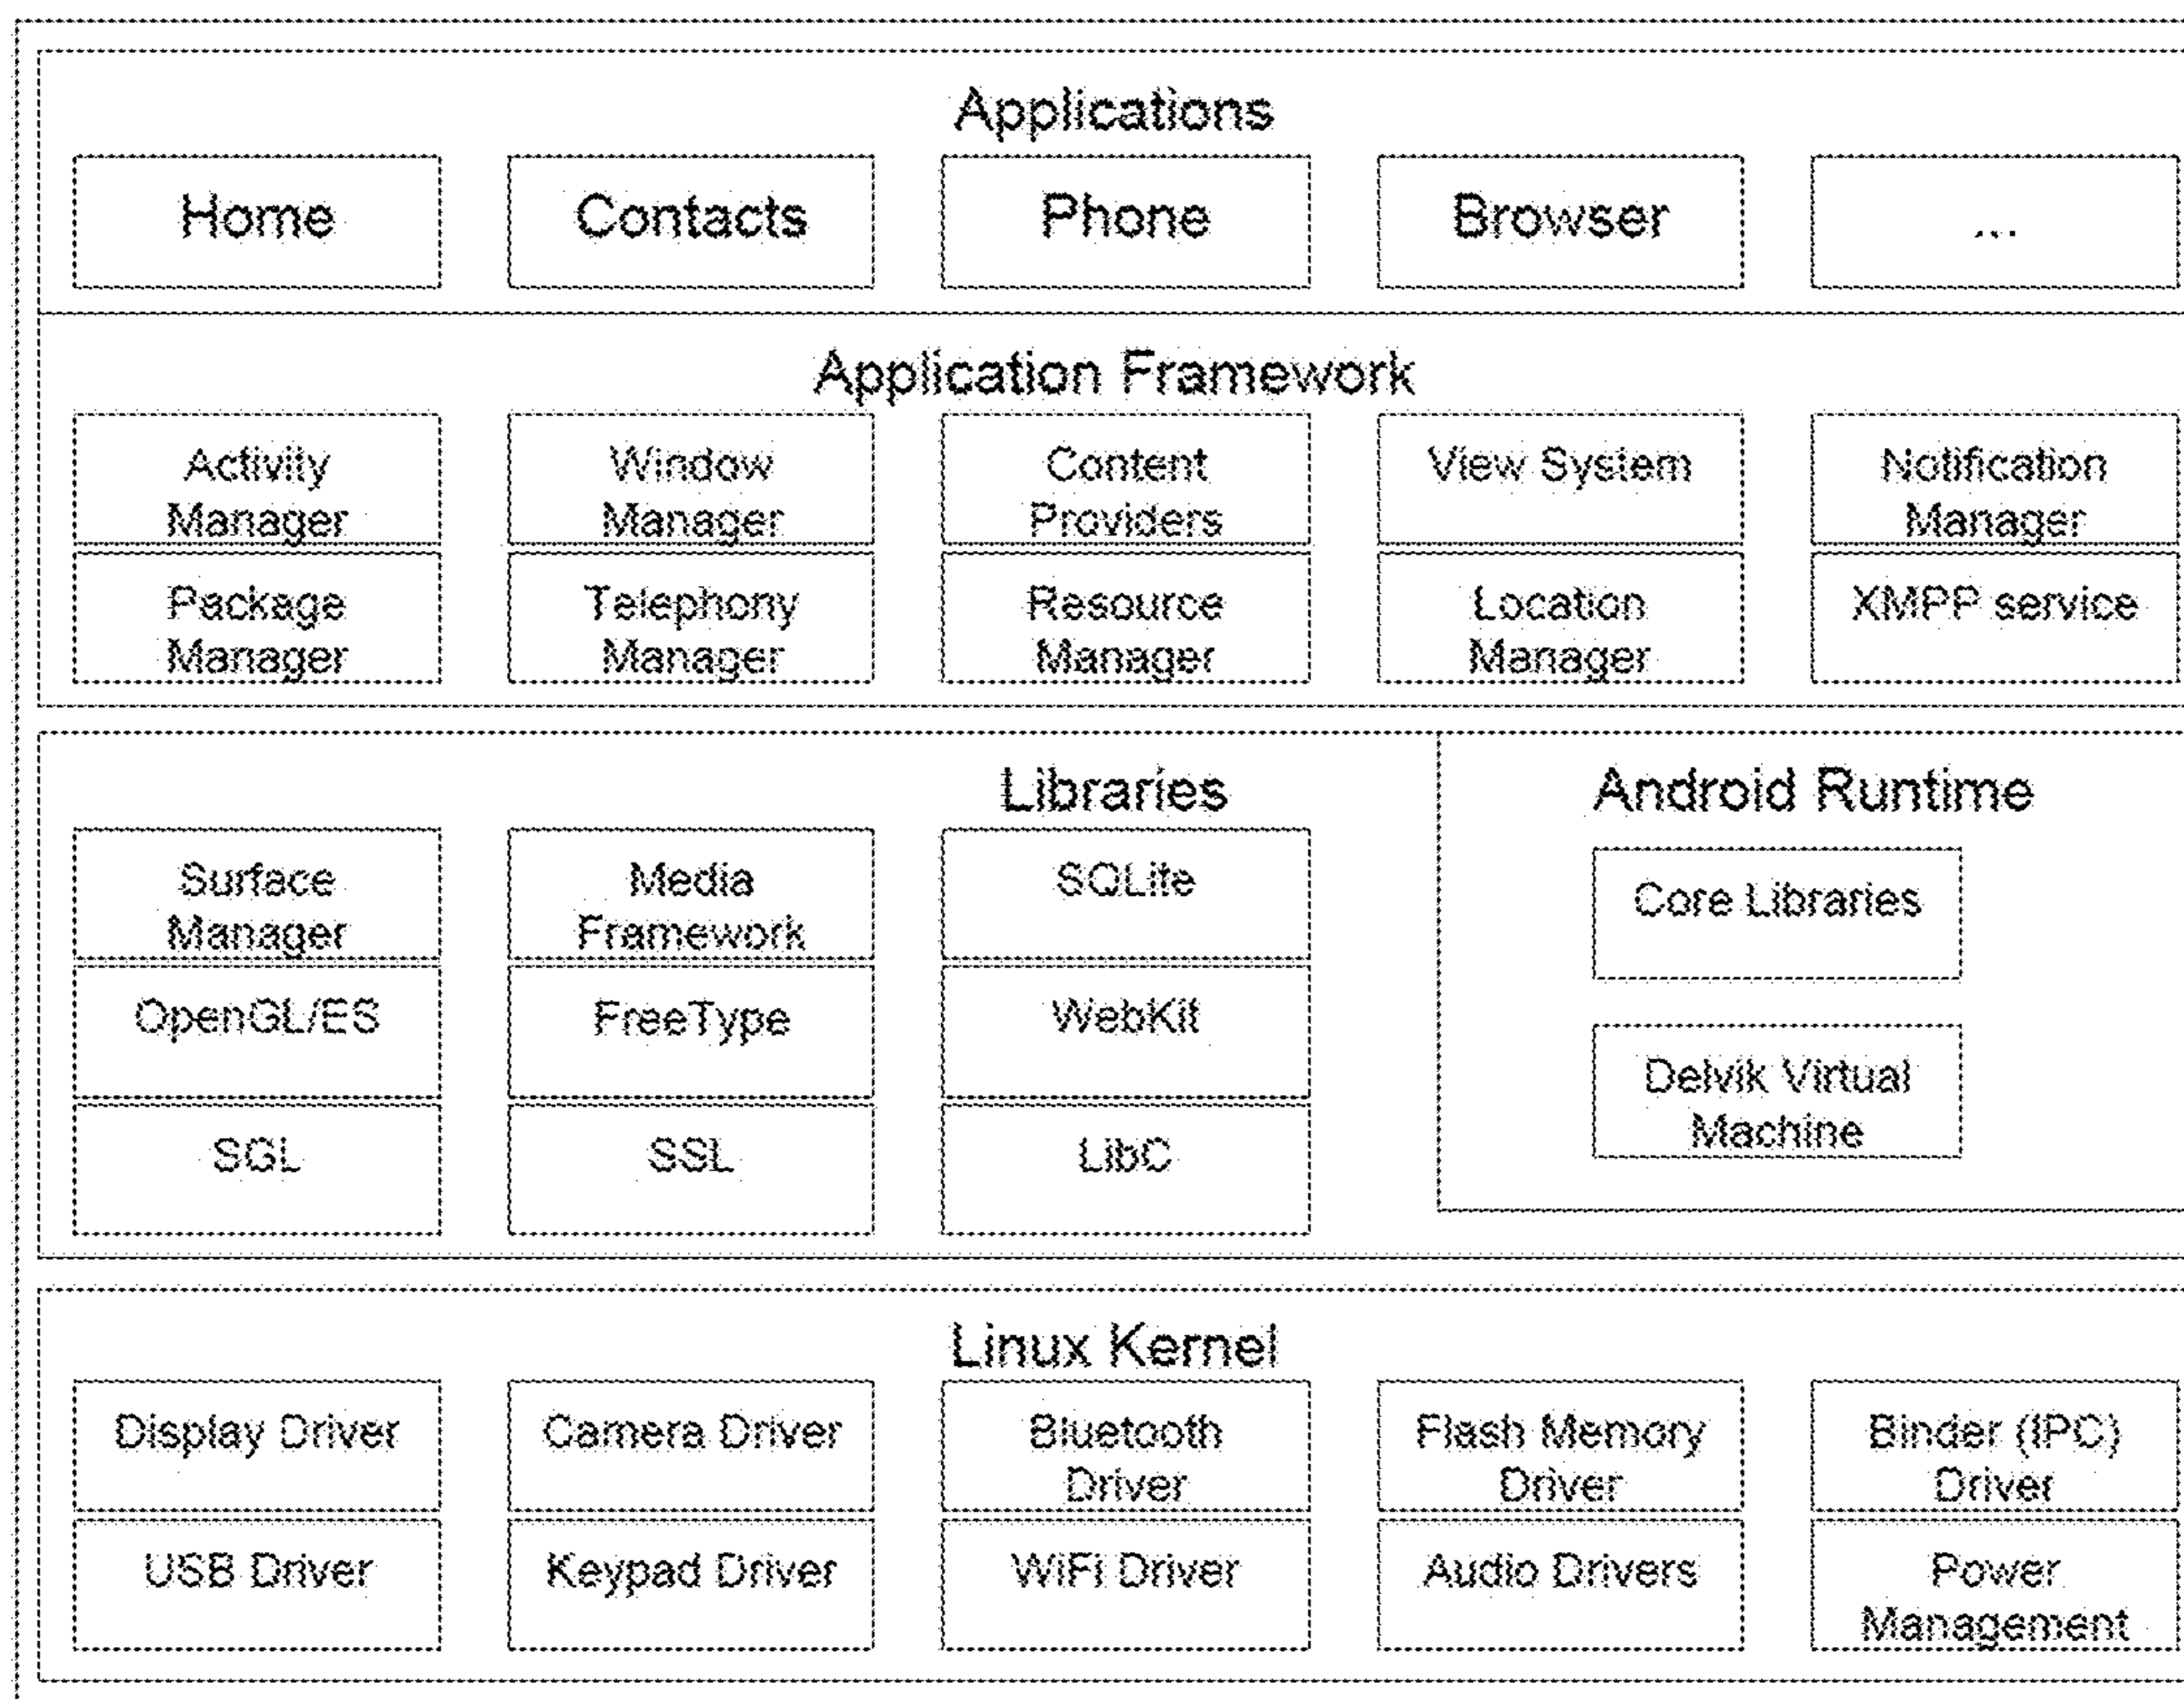 Applications
Home
Contacts
Phone
Browser
...
Application Framework
Activity
Manager
Window
Manager
Content
Providers
View System
Notification
Manager
Package
Manager
Telephony
Manager
Resource
Manager
Location
Manager
XMPP service
Libraries
Surface
Manager
Media
Framework
SQLite
OpenGL/ES
FreeType
WebKit
SGL
SSL
LibC
Android Runtime
Core Libraries
Delvik Virtual
Machine
Linux Kernel
Display Driver
Camera Driver
Bluetooth
Driver
Flash Memory
Driver
Binder (IPC)
Driver
USB Driver
Keypad Driver
WiFi Driver
Audio Drivers
Power
Management